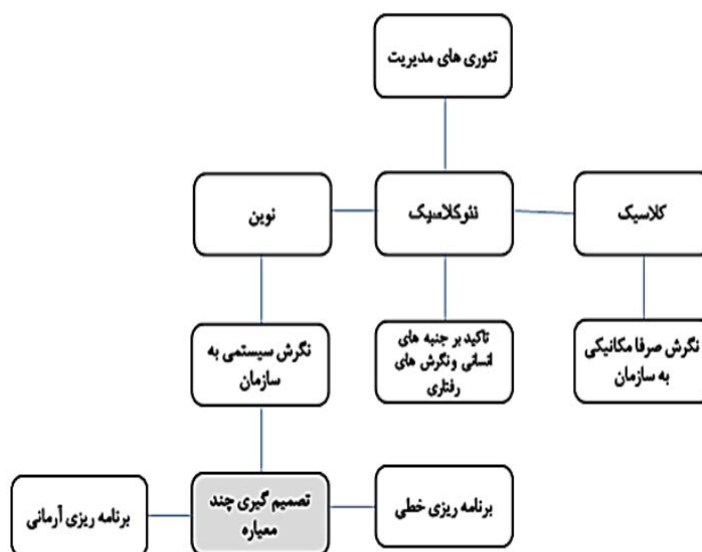 تئوری های مدیریت
کلاسیک
نئوکلاسیک
نوین
نگرش صرفا مکانیکی
به سازمان
تاکید بر جنبه های
انسانی ونگرش های
رفتاری
نگرش سیستمی به
سازمان
برنامه ریزی خطی
تصمیم گیری چند
معیاره
برنامه ریزی آرمانی